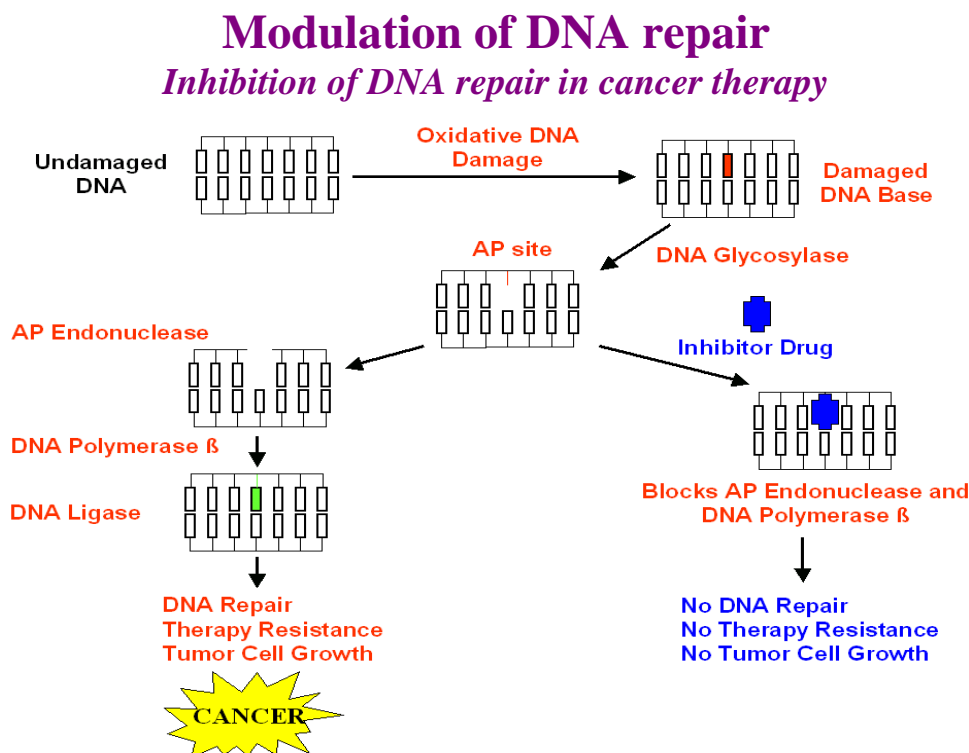 Modulation of DNA repair
Inhibition of DNA repair in cancer therapy
Undamaged
DNA
Oxidative DNA
Damage
Damaged
DNA Base
AP site
DNA Glycosylase
AP Endonuclease
Inhibitor Drug
DNA Polymerase ß
DNA Ligase
Blocks AP Endonuclease and
DNA Polymerase ß
DNA Repair
Therapy Resistance
Tumor Cell Growth
No DNA Repair
No Therapy Resistance
No Tumor Cell Growth
CANCER